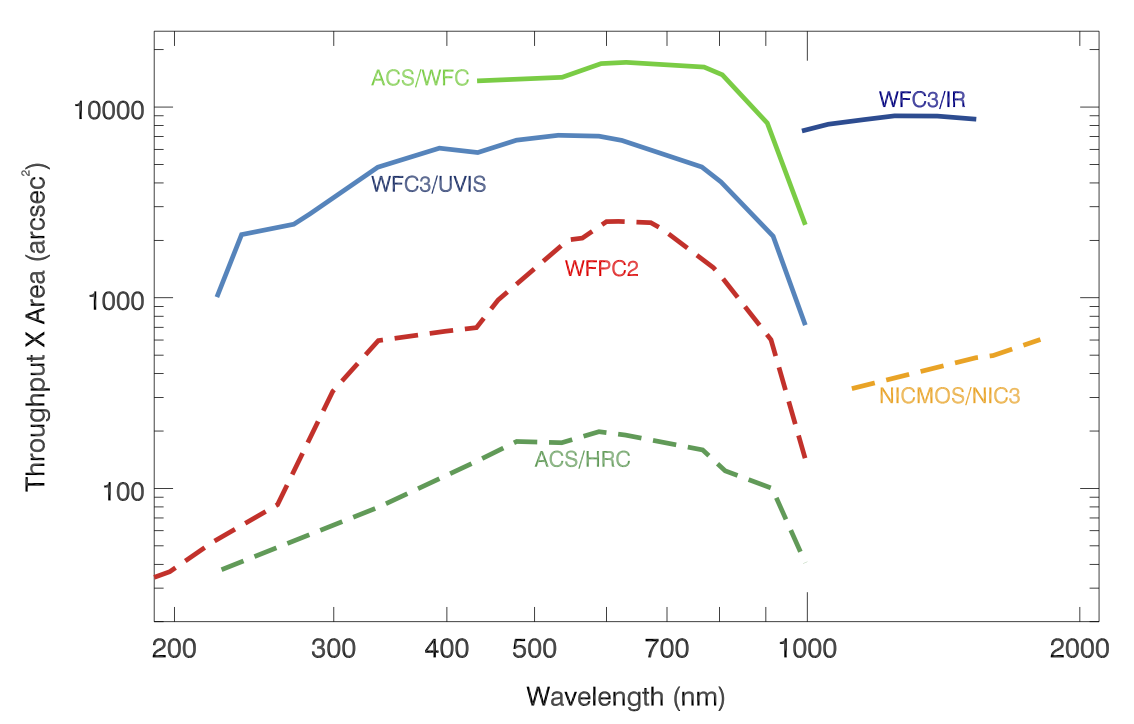 ACS/WFC
WFC3/IR
10000
WFC3/UVIS
WFPC2
1000
NICMOS/NIC3
ACS/HRC
100
Throughput X Area (arcsec²)
200 300 400 500 700 1000 2000
Wavelength (nm)